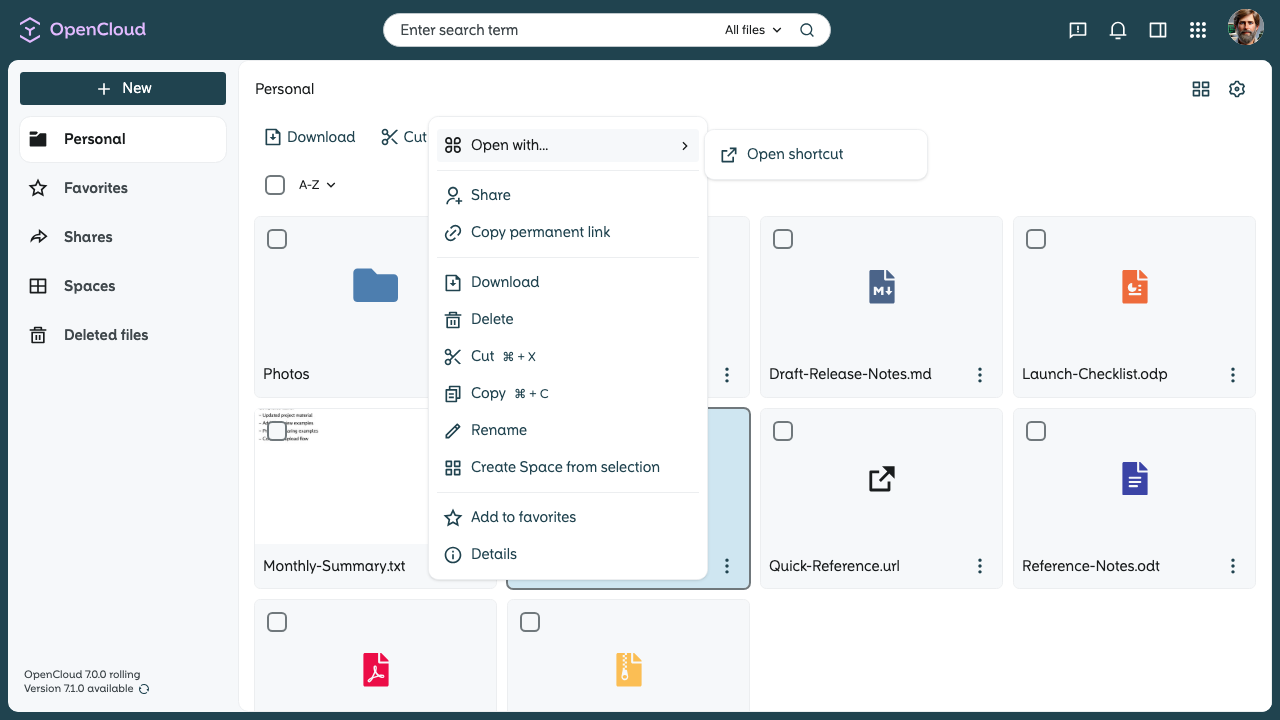 OpenCloud
Enter search term
All files
New
Personal
Favorites
Shares
Spaces
Deleted files
OpenCloud 7.0.0 rolling
Version 7.1.0 available
Personal
Download
Cut
A-Z
Open with...
Open shortcut
Share
Copy permanent link
Download
Delete
Cut ⌘ + X
Copy ⌘ + C
Rename
Create Space from selection
Add to favorites
Details
Photos
Draft-Release-Notes.md
Launch-Checklist.odp
- Updated project material
Monthly-Summary.txt
Quick-Reference.url
Reference-Notes.odt